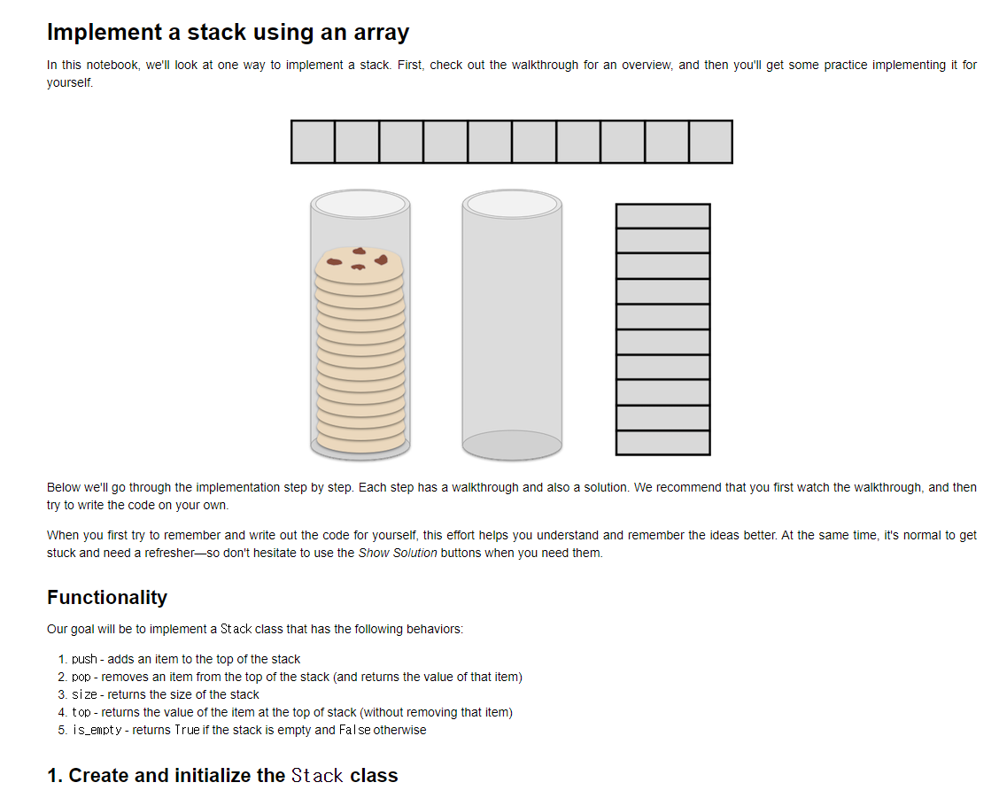 Implement a stack using an array
In this notebook, we'll look at one way to implement a stack. First, check out the walkthrough for an overview, and then you'll get some practice implementing it for
yourself.
Below we'll go through the implementation step by step. Each step has a walkthrough and also a solution. We recommend that you first watch the walkthrough, and then
try to write the code on your own.
When you first try to remember and write out the code for yourself, this effort helps you understand and remember the ideas better. At the same time, it's normal to get
stuck and need a refresher—so don't hesitate to use the Show Solution buttons when you need them.
Functionality
Our goal will be to implement a Stack class that has the following behaviors:
1. push - adds an item to the top of the stack
2. pop - removes an item from the top of the stack (and returns the value of that item)
3. size - returns the size of the stack
4. top - returns the value of the item at the top of stack (without removing that item)
5. is_empty - returns True if the stack is empty and False otherwise
1. Create and initialize the Stack class